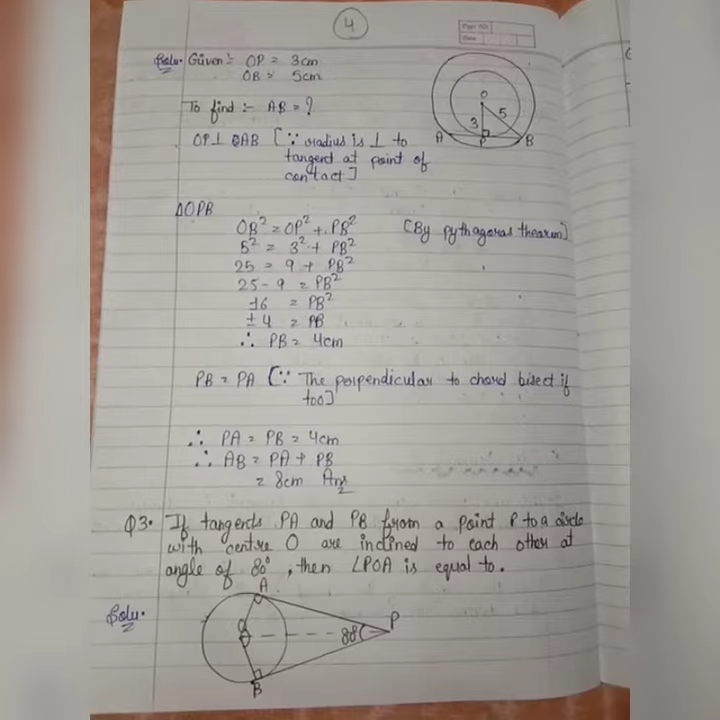 4
Page No.
Date
Solu. Given :- OP = 3cm
OB = 5cm
To find :- AB = ?
O
5
3
A
P
B
OP ⊥ AB [∵ radius is ⊥ to
tangent at point of
contact]
ΔOPB
OB² = OP² + PB² [By pythagoras thearem]
5² = 3² + PB²
25 = 9 + PB²
25 - 9 = PB²
16 = PB²
± 4 = PB
∴ PB = 4cm
PB = PA [∵ The perpendicular to chord bisect it
too]
∴ PA = PB = 4cm
∴ AB = PA + PB
= 8cm Ans
Q3. If tangents PA and PB from a point P to a circle
with centre O are inclined to each other at
angle of 80°, then ∠POA is equal to.
Solu.
A
O
80°
P
B